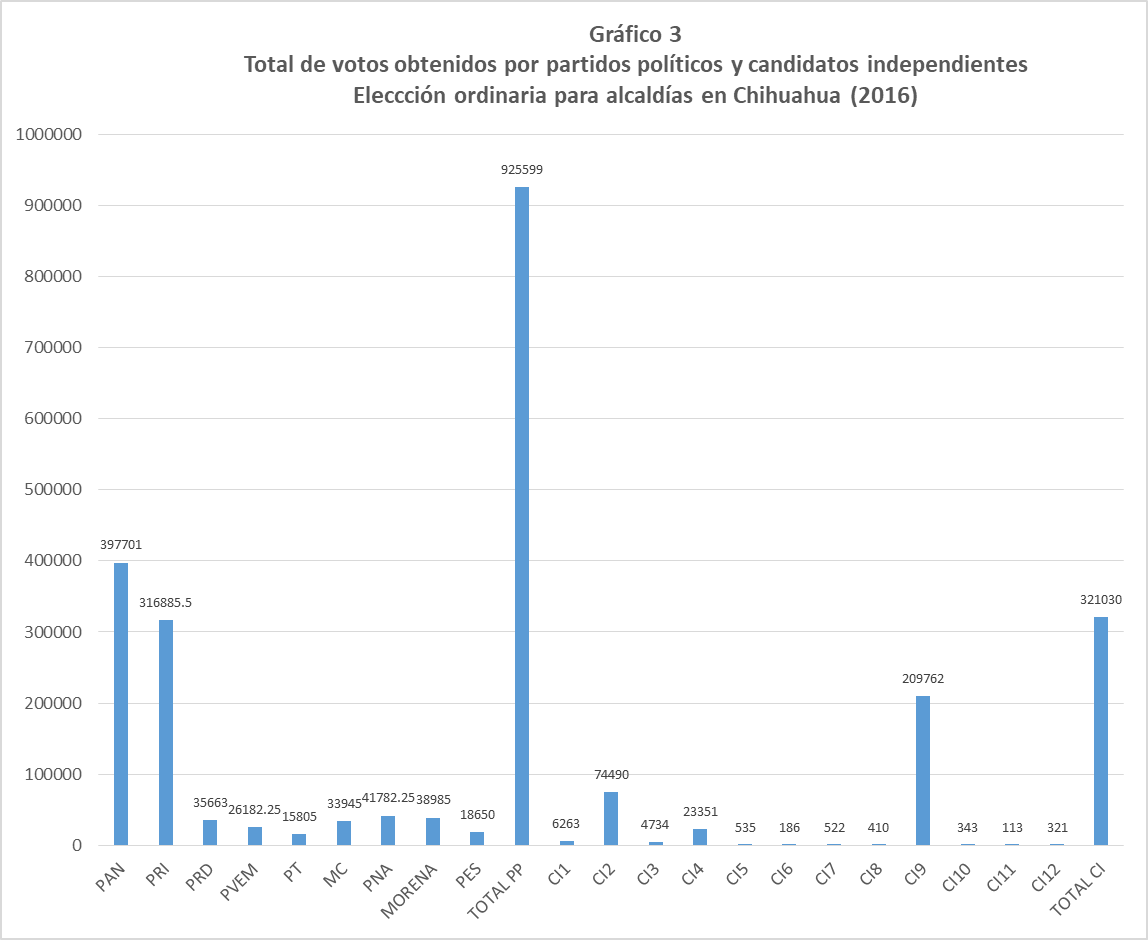 Gráfico 3
Total de votos obtenidos por partidos políticos y candidatos independientes
Eleccción ordinaria para alcaldías en Chihuahua (2016)
1000000
900000
800000
700000
600000
500000
400000
300000
200000
100000
0
397701
316885.5
35663
26182.25
15805
33945
41782.25
38985
18650
925599
6263
74490
4734
23351
535
186
522
410
209762
343
113
321
321030
PAN
PRI
PRD
PVEM
PT
MC
PNA
MORENA
PES
TOTAL PP
CI1
CI2
CI3
CI4
CI5
CI6
CI7
CI8
CI9
CI10
CI11
CI12
TOTAL CI